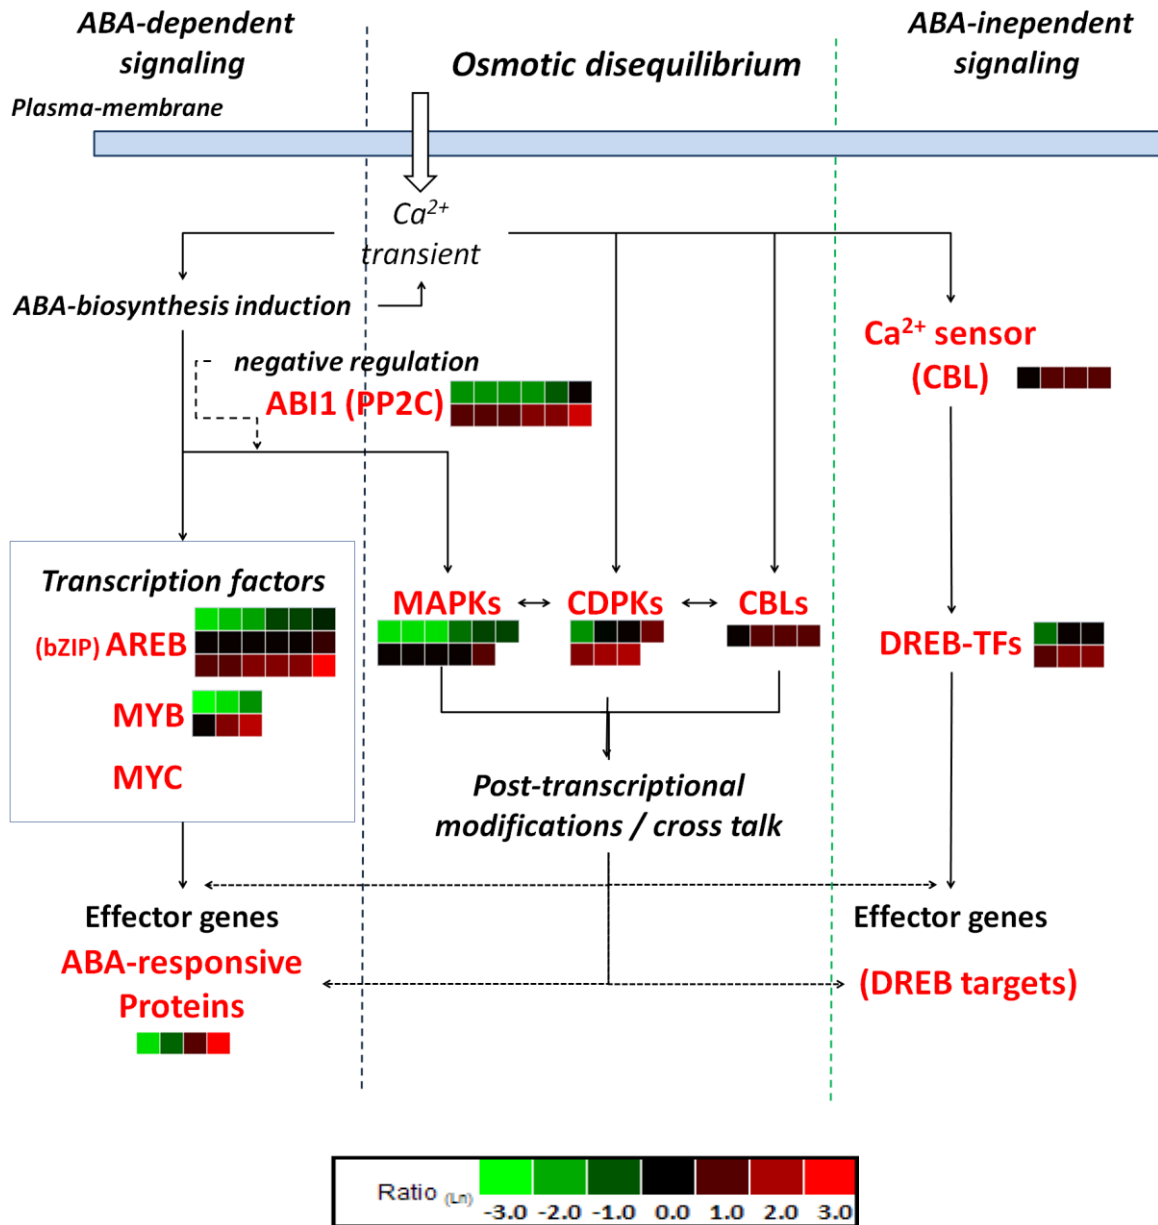 ABA-dependent
signaling
Osmotic disequilibrium
ABA-inependent
signaling
Plasma-membrane
Ca²⁺
transient
ABA-biosynthesis induction
negative regulation
ABI1 (PP2C)
Ca²⁺ sensor
(CBL)
Transcription factors
(bZIP) AREB
MYB
MYC
MAPKs
CDPKs
CBLs
DREB-TFs
Post-transcriptional
modifications / cross talk
Effector genes
ABA-responsive
Proteins
Effector genes
(DREB targets)
Ratio (Ln)
-3.0 -2.0 -1.0 0.0 1.0 2.0 3.0